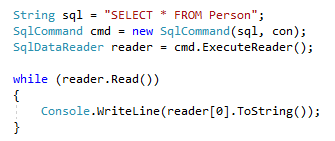 String sql = "SELECT * FROM Person";
SqlCommand cmd = new SqlCommand(sql, con);
SqlDataReader reader = cmd.ExecuteReader();
while (reader.Read())
{
Console.WriteLine(reader[0].ToString());
}